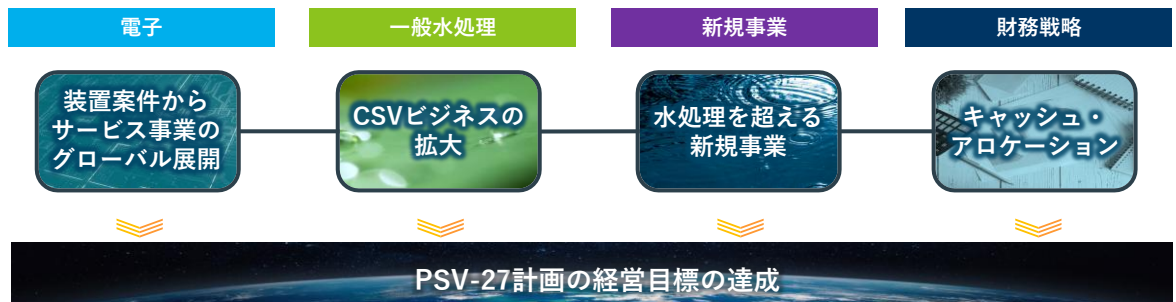 電子
一般水処理
新規事業
財務戦略
装置案件から
サービス事業の
グローバル展開
CSVビジネスの
拡大
水処理を超える
新規事業
キャッシュ・
アロケーション
PSV-27計画の経営目標の達成